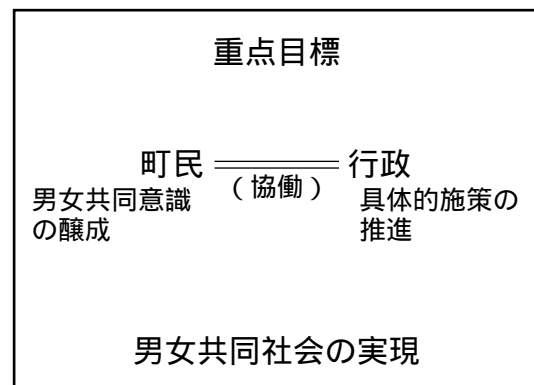 重点目標
町民 行政
（協働）
男女共同意識
の醸成
具体的施策の
推進
男女共同社会の実現